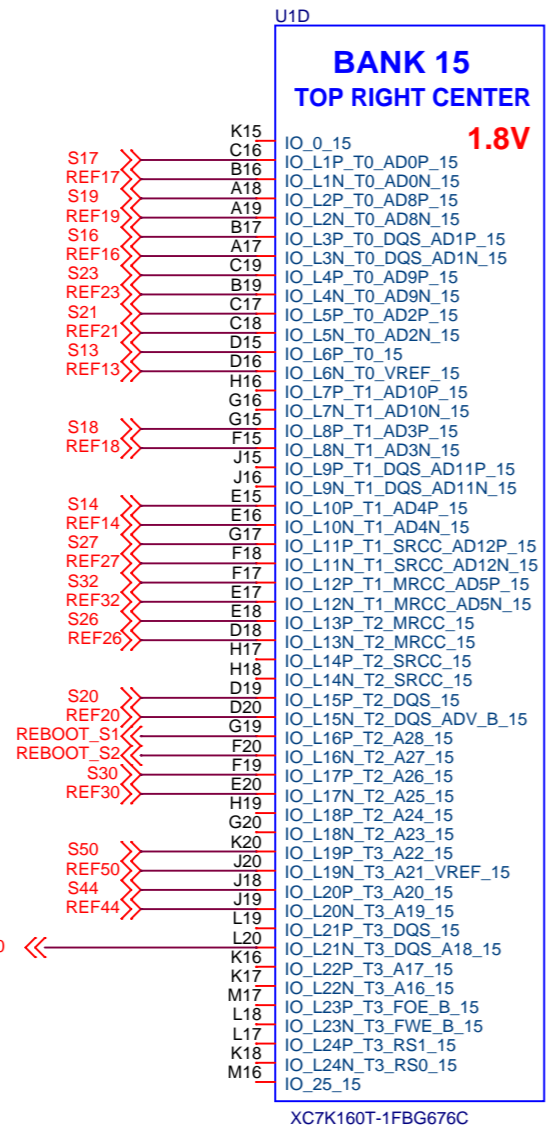 U1D
BANK 15
TOP RIGHT CENTER
1.8V
K15 IO_0_15
S17 C16 IO_L1P_T0_AD0P_15
REF17 B16 IO_L1N_T0_AD0N_15
S19 A18 IO_L2P_T0_AD8P_15
REF19 A19 IO_L2N_T0_AD8N_15
S16 B17 IO_L3P_T0_DQS_AD1P_15
REF16 A17 IO_L3N_T0_DQS_AD1N_15
S23 C19 IO_L4P_T0_AD9P_15
REF23 B19 IO_L4N_T0_AD9N_15
S21 C17 IO_L5P_T0_AD2P_15
REF21 C18 IO_L5N_T0_AD2N_15
S13 D15 IO_L6P_T0_15
REF13 D16 IO_L6N_T0_VREF_15
H16 IO_L7P_T1_AD10P_15
G16 IO_L7N_T1_AD10N_15
S18 G15 IO_L8P_T1_AD3P_15
REF18 F15 IO_L8N_T1_AD3N_15
J15 IO_L9P_T1_DQS_AD11P_15
J16 IO_L9N_T1_DQS_AD11N_15
S14 E15 IO_L10P_T1_AD4P_15
REF14 E16 IO_L10N_T1_AD4N_15
S27 G17 IO_L11P_T1_SRCC_AD12P_15
REF27 F18 IO_L11N_T1_SRCC_AD12N_15
S32 F17 IO_L12P_T1_MRCC_AD5P_15
REF32 E17 IO_L12N_T1_MRCC_AD5N_15
S26 E18 IO_L13P_T2_MRCC_15
REF26 D18 IO_L13N_T2_MRCC_15
H17 IO_L14P_T2_SRCC_15
H18 IO_L14N_T2_SRCC_15
S20 D19 IO_L15P_T2_DQS_15
REF20 D20 IO_L15N_T2_DQS_ADV_B_15
REBOOT_S1 G19 IO_L16P_T2_A28_15
REBOOT_S2 F20 IO_L16N_T2_A27_15
S30 F19 IO_L17P_T2_A26_15
REF30 E20 IO_L17N_T2_A25_15
H19 IO_L18P_T2_A24_15
G20 IO_L18N_T2_A23_15
S50 K20 IO_L19P_T3_A22_15
REF50 J20 IO_L19N_T3_A21_VREF_15
S44 J18 IO_L20P_T3_A20_15
REF44 J19 IO_L20N_T3_A19_15
L19 IO_L21P_T3_DQS_15
L20 IO_L21N_T3_DQS_A18_15
K16 IO_L22P_T3_A17_15
K17 IO_L22N_T3_A16_15
M17 IO_L23P_T3_FOE_B_15
L18 IO_L23N_T3_FWE_B_15
L17 IO_L24P_T3_RS1_15
K18 IO_L24N_T3_RS0_15
M16 IO_25_15
XC7K160T-1FBG676C